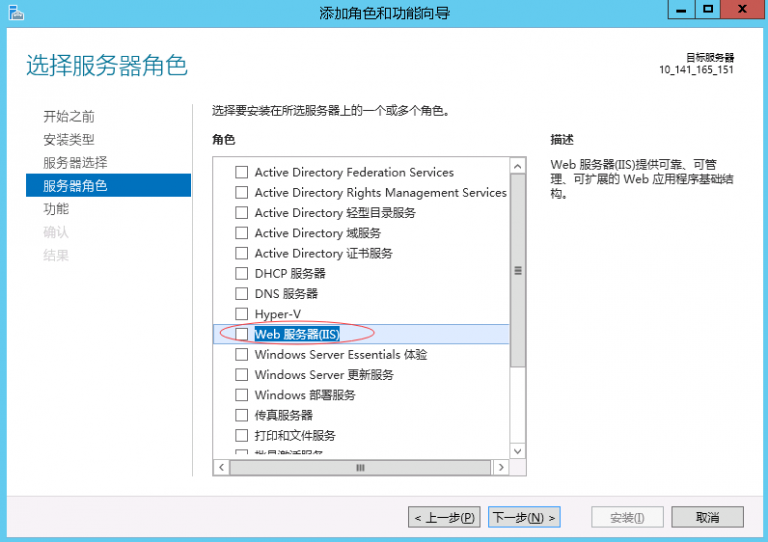 添加角色和功能向导
选择服务器角色
目标服务器
10_141_165_151
开始之前
安装类型
服务器选择
服务器角色
功能
确认
结果
选择要安装在所选服务器上的一个或多个角色。
角色
Active Directory Federation Services
Active Directory Rights Management Services
Active Directory 轻型目录服务
Active Directory 域服务
Active Directory 证书服务
DHCP 服务器
DNS 服务器
Hyper-V
Web 服务器(IIS)
Windows Server Essentials 体验
Windows Server 更新服务
Windows 部署服务
传真服务器
打印和文件服务
批量激活服务
描述
Web 服务器(IIS)提供可靠、可管
理、可扩展的 Web 应用程序基础结
构。
< 上一步(P)
下一步(N) >
安装(I)
取消